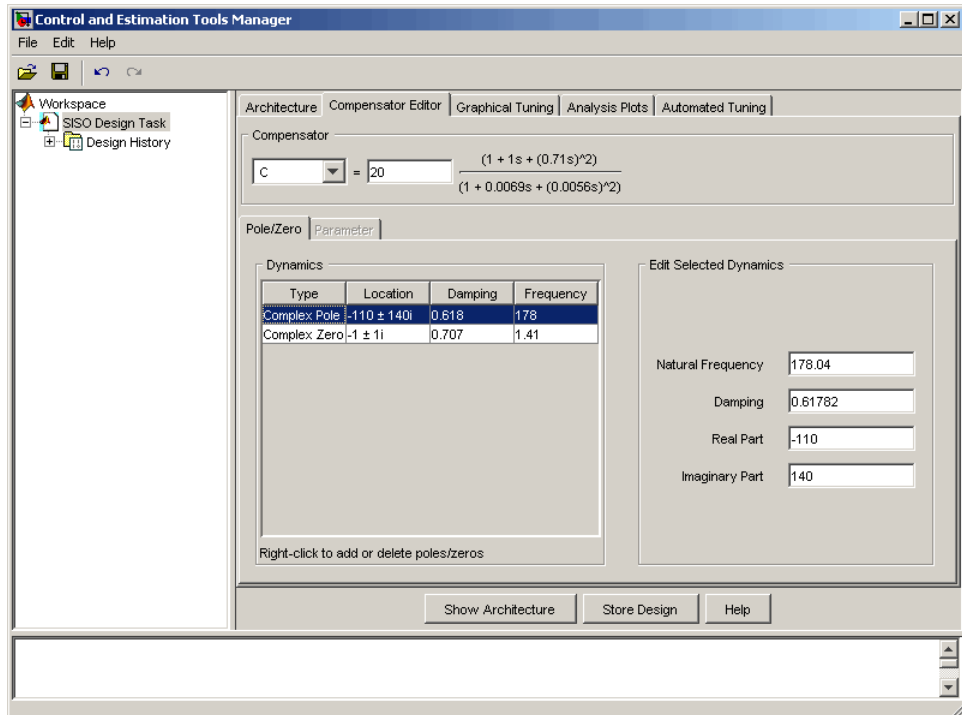 Control and Estimation Tools Manager
File Edit Help
Workspace
SISO Design Task
Design History
Architecture Compensator Editor Graphical Tuning Analysis Plots Automated Tuning
Compensator
C = 20 (1 + 1s + (0.71s)^2)
(1 + 0.0069s + (0.0056s)^2)
Pole/Zero Parameter
Dynamics
Type Location Damping Frequency
Complex Pole -110 ± 140i 0.618 178
Complex Zero -1 ± 1i 0.707 1.41
Right-click to add or delete poles/zeros
Edit Selected Dynamics
Natural Frequency 178.04
Damping 0.61782
Real Part -110
Imaginary Part 140
Show Architecture Store Design Help